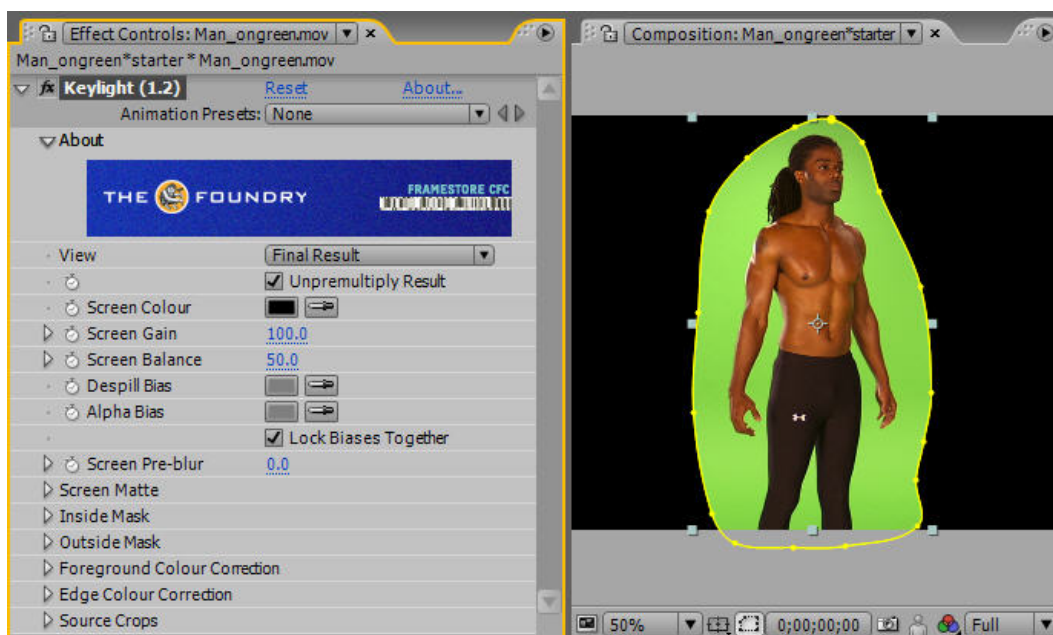 Effect Controls: Man_ongreen.mov
Man_ongreen*starter * Man_ongreen.mov
fx Keylight (1.2) Reset About...
Animation Presets: None
About
THE FOUNDRY
FRAMESTORE CFC
View Final Result
Unpremultiply Result
Screen Colour
Screen Gain 100.0
Screen Balance 50.0
Despill Bias
Alpha Bias
Lock Biases Together
Screen Pre-blur 0.0
Screen Matte
Inside Mask
Outside Mask
Foreground Colour Correction
Edge Colour Correction
Source Crops
Composition: Man_ongreen*starter
50% 0;00;00;00 Full